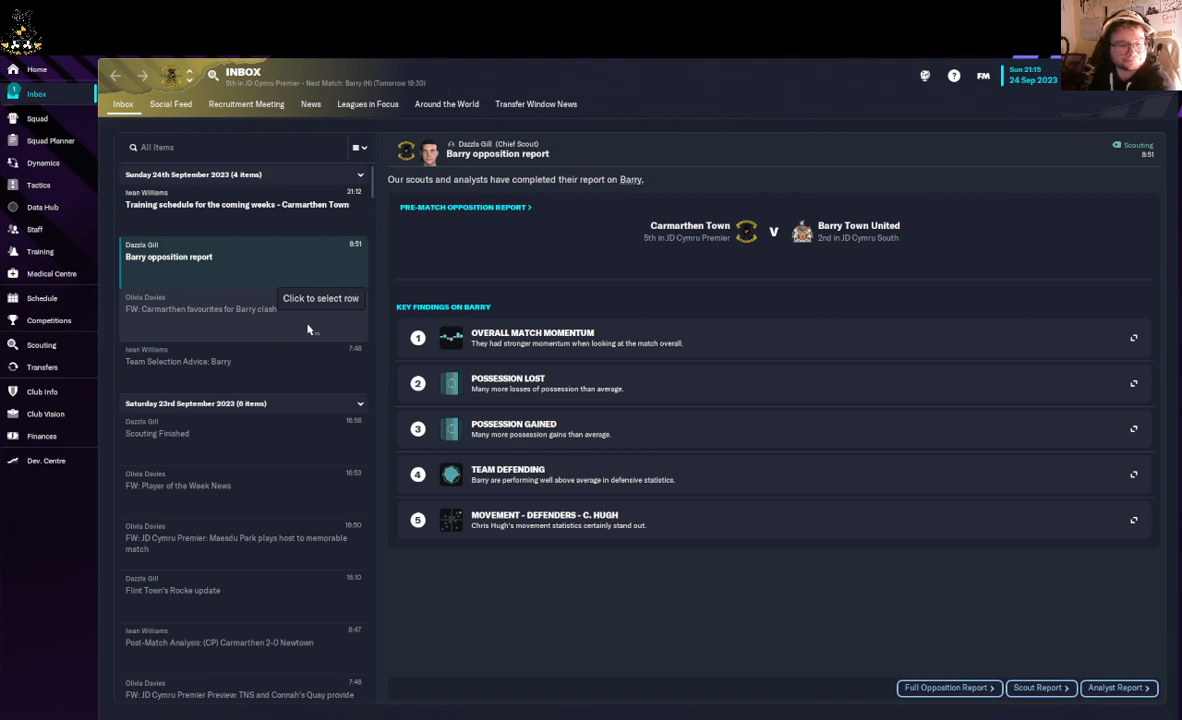 Home
Inbox
1
Squad
Squad Planner
Dynamics
Tactics
Data Hub
Staff
Training
Medical Centre
Schedule
Competitions
Scouting
Transfers
Club Info
Club Vision
Finances
Dev. Centre
INBOX
5th in JD Cymru Premier - Next Match: Barry (H) (Tomorrow 19:30)
FM
Sun 21:15
24 Sep 2023
Inbox Social Feed Recruitment Meeting News Leagues in Focus Around the World Transfer Window News
All Items
Sunday 24th September 2023 (4 items)
Iwan Williams 21:12
Training schedule for the coming weeks - Carmarthen Town
Dazzla Gill 8:51
Barry opposition report
Olivia Davies
FW: Carmarthen favourites for Barry clash
Click to select row
Iwan Williams 7:48
Team Selection Advice: Barry
Saturday 23rd September 2023 (6 items)
Dazzla Gill 16:58
Scouting Finished
Olivia Davies 16:53
FW: Player of the Week News
Olivia Davies 16:50
FW: JD Cymru Premier: Maesdu Park plays host to memorable
match
Dazzla Gill 16:10
Flint Town's Rocke update
Iwan Williams 8:47
Post-Match Analysis: (CP) Carmarthen 2-0 Newtown
Olivia Davies 7:48
FW: JD Cymru Premier Preview: TNS and Connah's Quay provide
Dazzla Gill (Chief Scout)
Barry opposition report
Scouting
8:51
Our scouts and analysts have completed their report on Barry.
PRE-MATCH OPPOSITION REPORT >
Carmarthen Town
5th in JD Cymru Premier
V
Barry Town United
2nd in JD Cymru South
KEY FINDINGS ON BARRY
1 OVERALL MATCH MOMENTUM
They had stronger momentum when looking at the match overall.
2 POSSESSION LOST
Many more losses of possession than average.
3 POSSESSION GAINED
Many more possession gains than average.
4 TEAM DEFENDING
Barry are performing well above average in defensive statistics.
5 MOVEMENT - DEFENDERS - C. HUGH
Chris Hugh's movement statistics certainly stand out.
Full Opposition Report > Scout Report > Analyst Report >